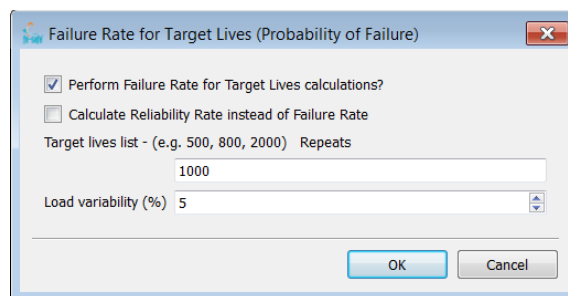 Failure Rate for Target Lives (Probability of Failure)
Perform Failure Rate for Target Lives calculations?
Calculate Reliability Rate instead of Failure Rate
Target lives list - (e.g. 500, 800, 2000) Repeats
1000
Load variability (%) 5
OK Cancel